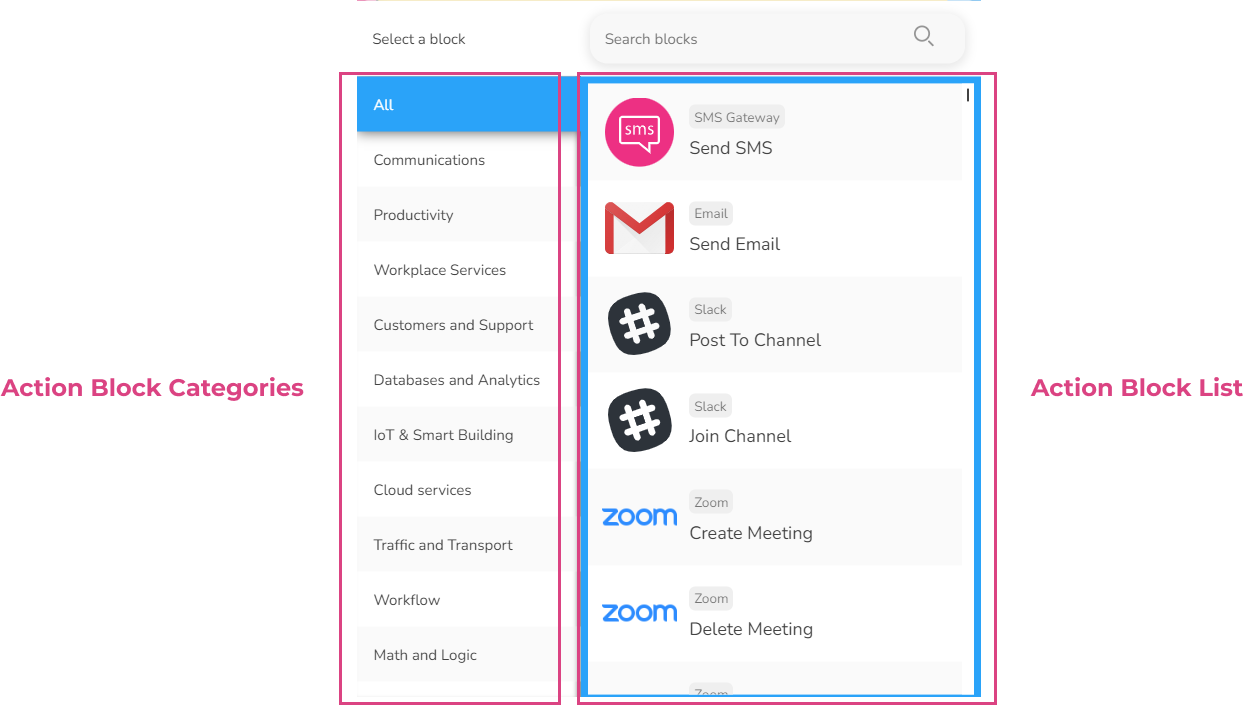 Select a block
Search blocks
All
Communications
Productivity
Workplace Services
Customers and Support
Databases and Analytics
IoT & Smart Building
Cloud services
Traffic and Transport
Workflow
Math and Logic
sms
SMS Gateway
Send SMS
Email
Send Email
Slack
Post To Channel
Slack
Join Channel
zoom
Zoom
Create Meeting
zoom
Zoom
Delete Meeting
Zoom
Action Block Categories
Action Block List